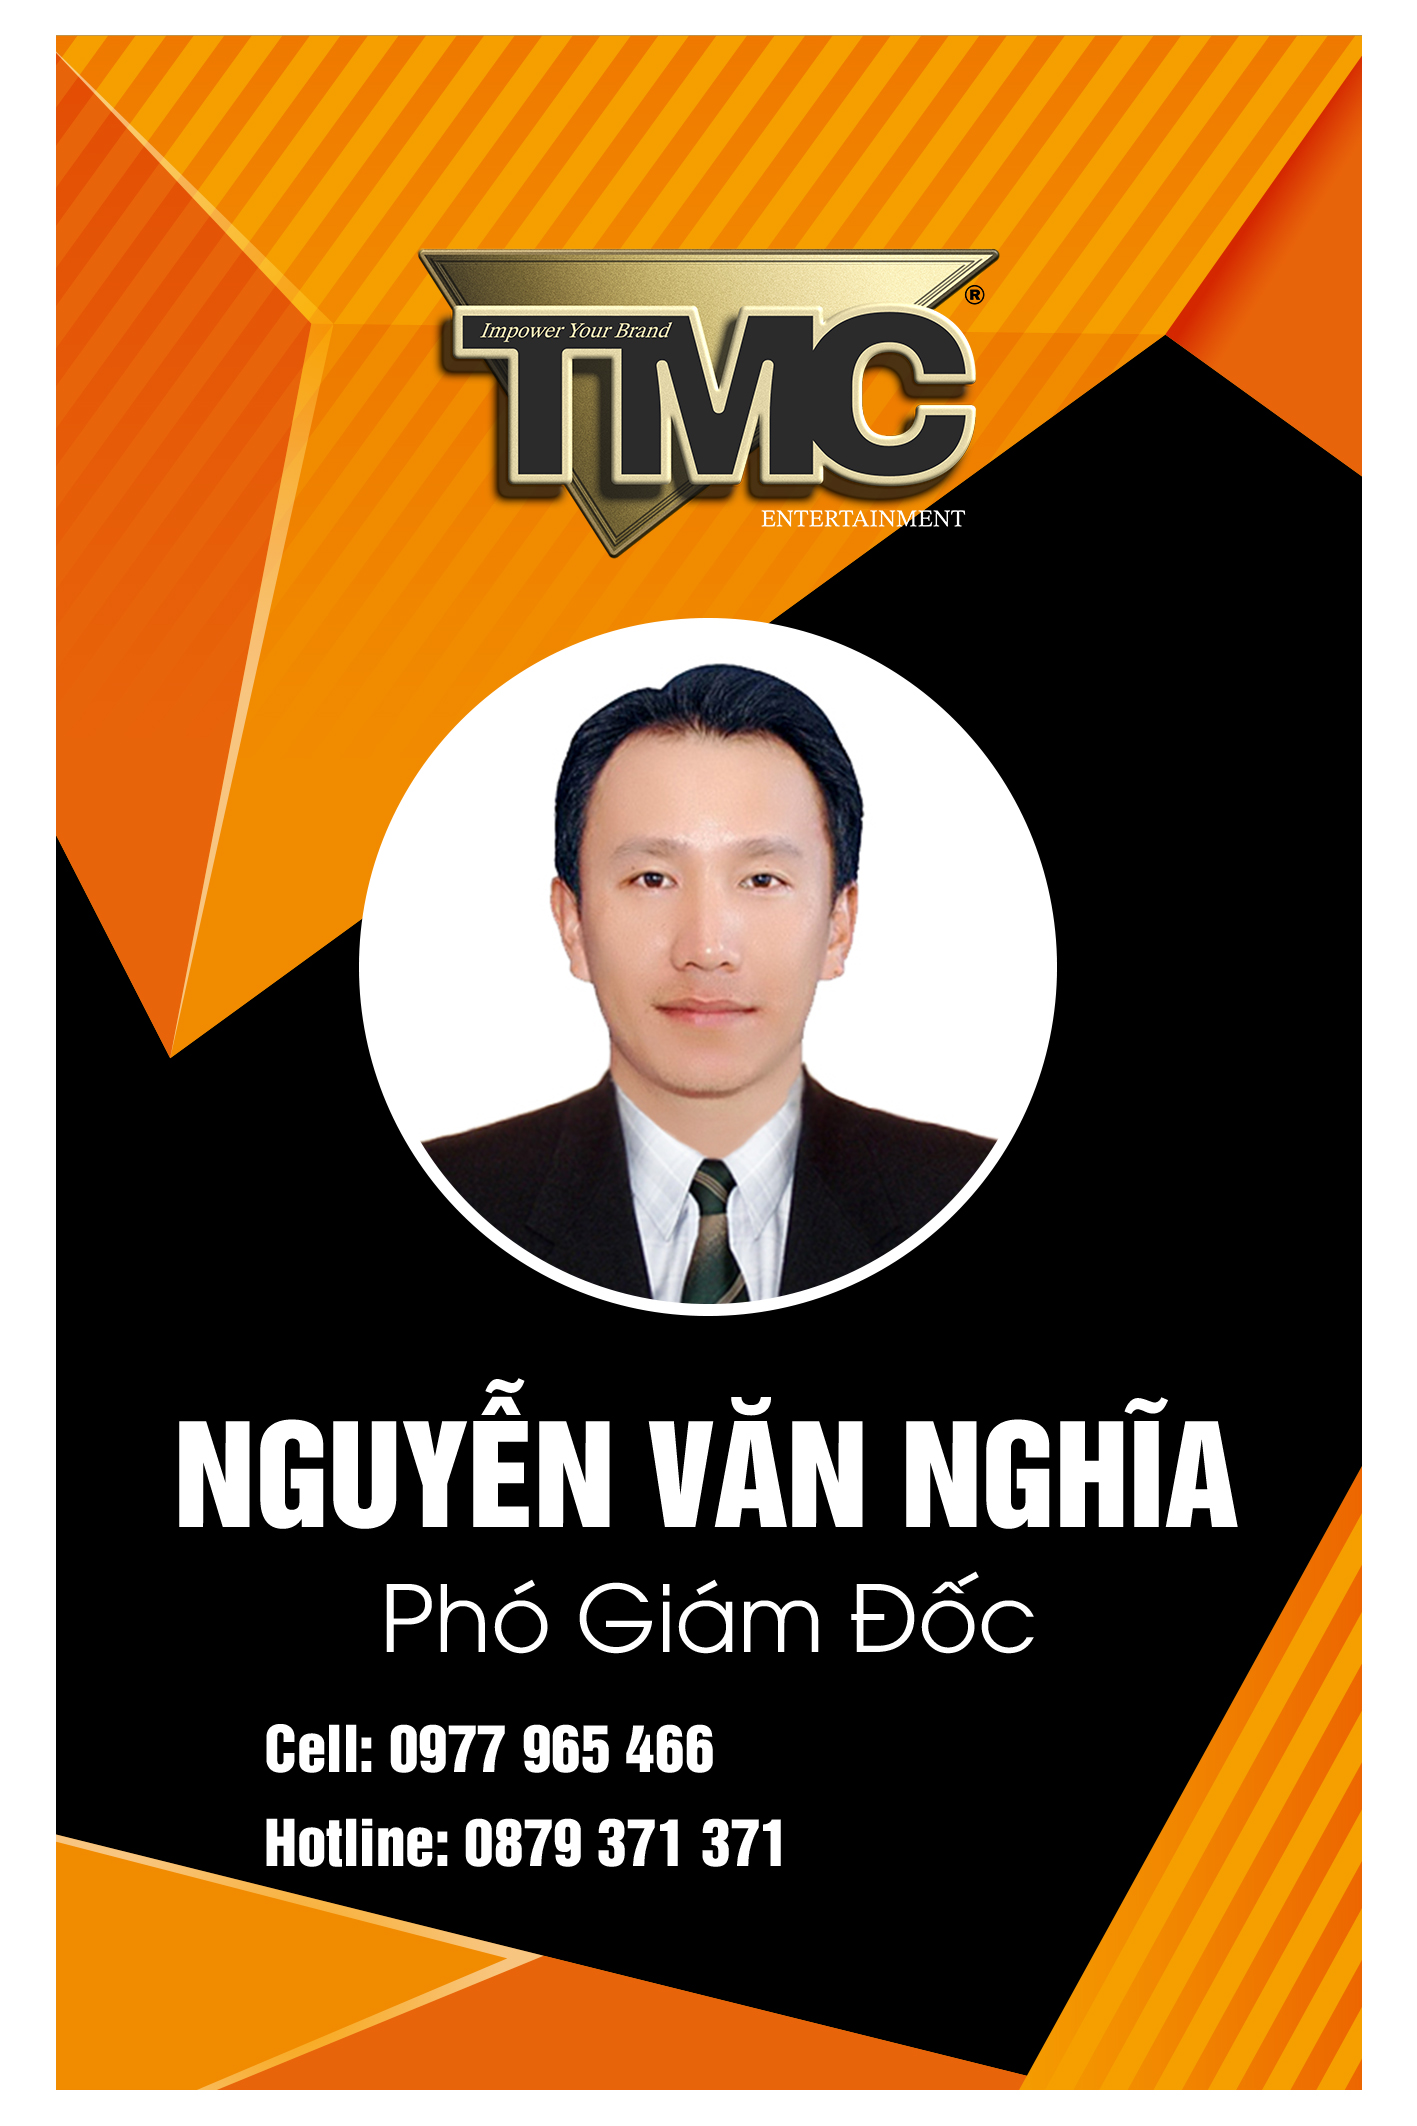 Impower Your Brand
TMC®
ENTERTAINMENT
NGUYỄN VĂN NGHĨA
Phó Giám Đốc
Cell: 0977 965 466
Hotline: 0879 371 371